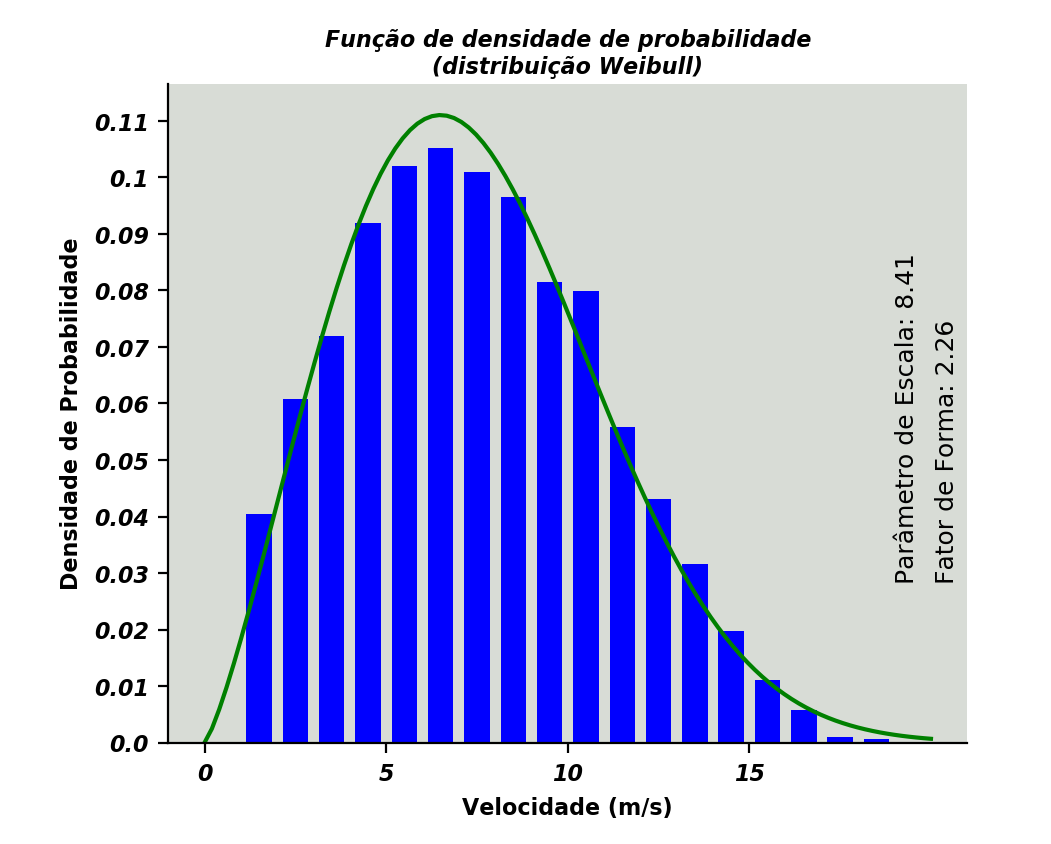 Função de densidade de probabilidade
(distribuição Weibull)
Densidade de Probabilidade
0.11
0.1
0.09
0.08
0.07
0.06
0.05
0.04
0.03
0.02
0.01
0.0
0 5 10 15
Velocidade (m/s)
Parâmetro de Escala: 8.41
Fator de Forma: 2.26